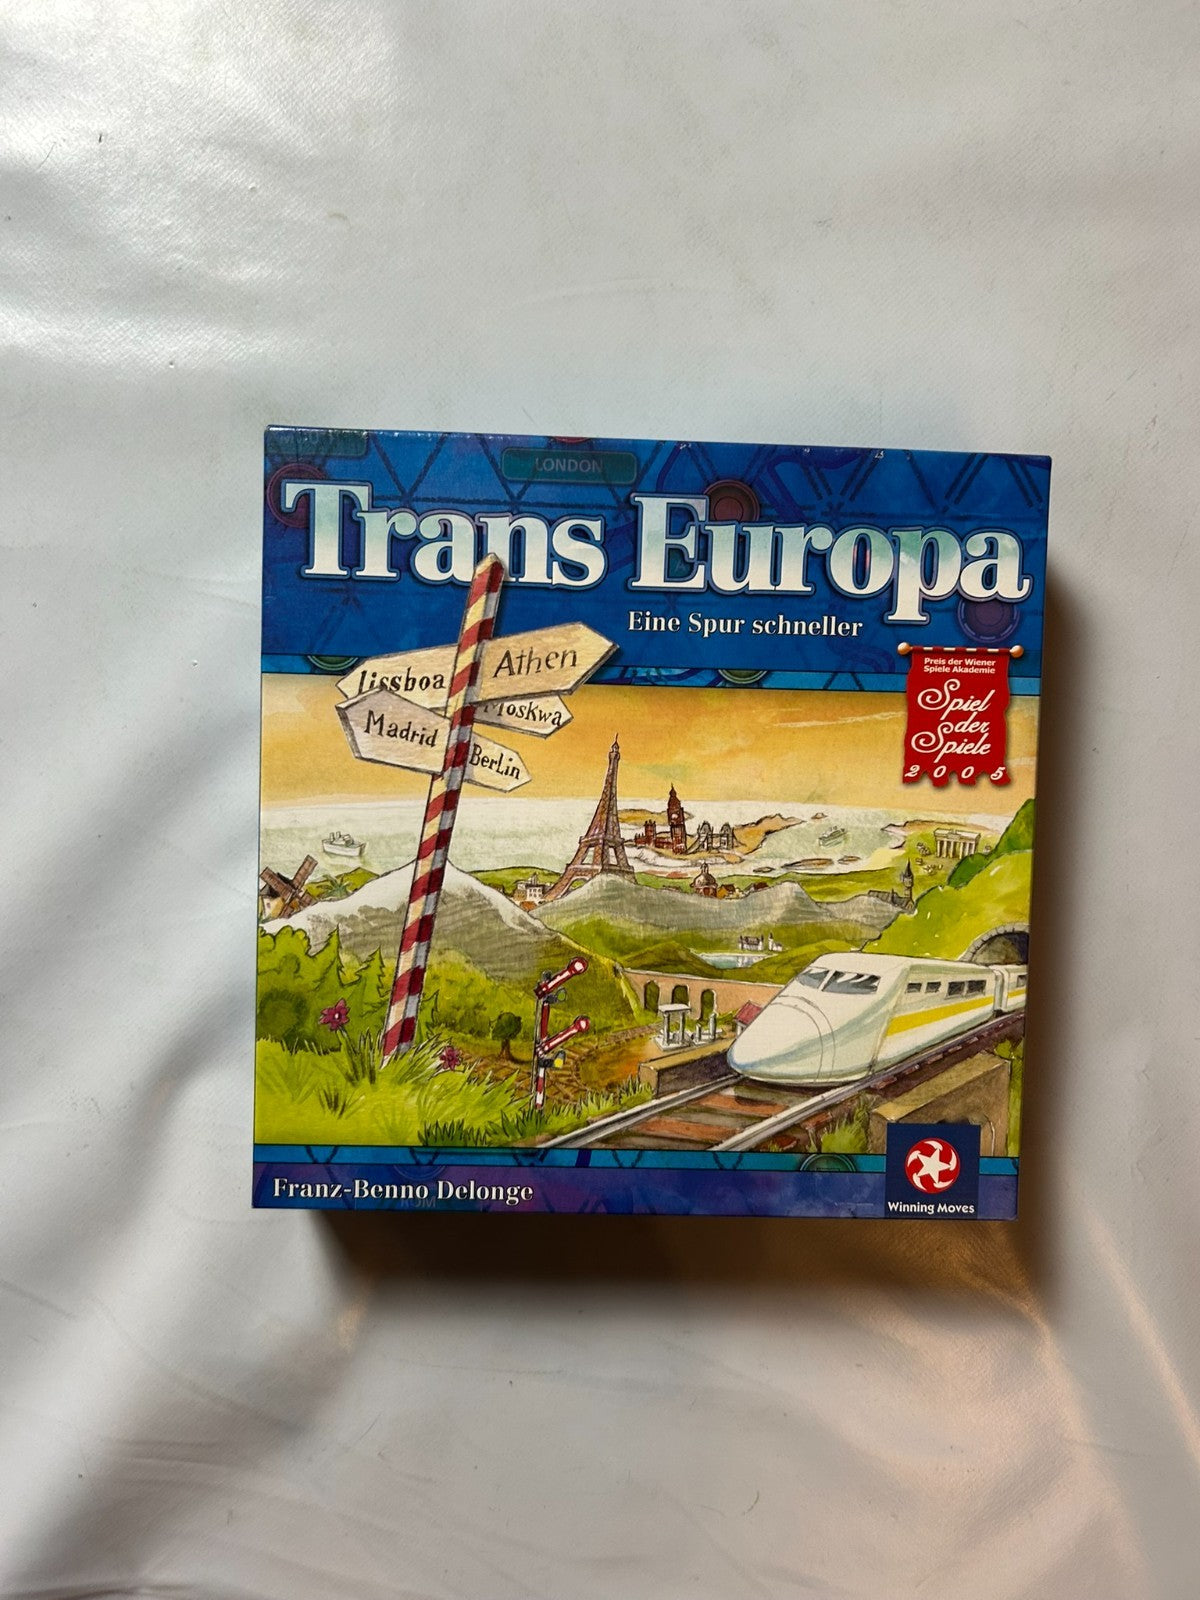 LONDON
Trans Europa
Eine Spur schneller
Preis der Wiener
Spiele Akademie
Spiel
der
Spiele
2005
Athen
Lissboa
Moskwa
Madrid
Berlin
Franz-Benno Delonge
ROM
Winning Moves